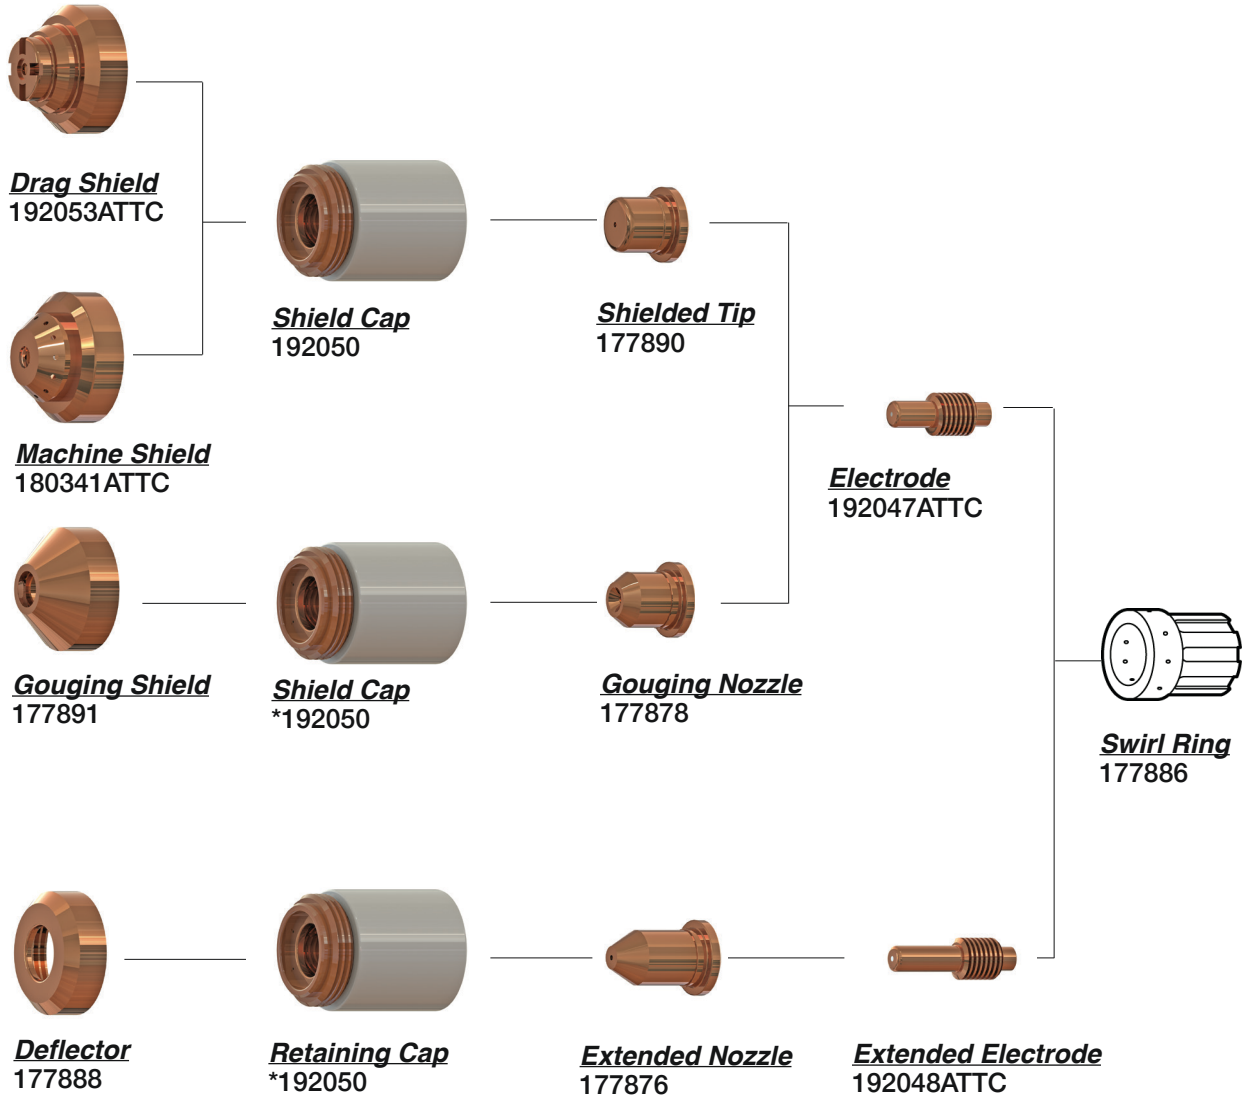 Drag Shield
192053ATTC
Shield Cap
192050
Shielded Tip
177890
Machine Shield
180341ATTC
Electrode
192047ATTC
Gouging Shield
177891
Shield Cap
*192050
Gouging Nozzle
177878
Swirl Ring
177886
Deflector
177888
Retaining Cap
*192050
Extended Nozzle
177876
Extended Electrode
192048ATTC